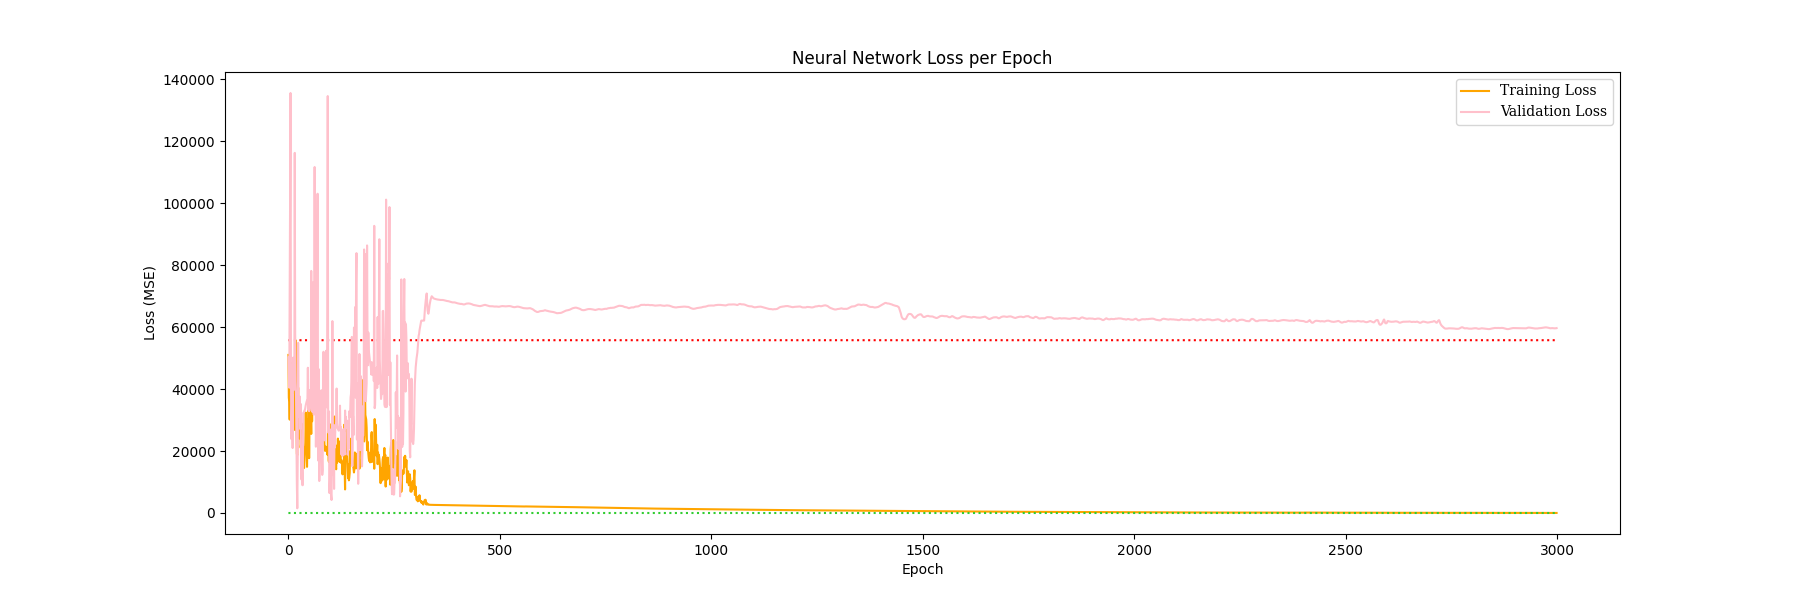 Neural Network Loss per Epoch
140000
120000
100000
80000
60000
40000
20000
0
Loss (MSE)
Training Loss
Validation Loss
0 500 1000 1500 2000 2500 3000
Epoch